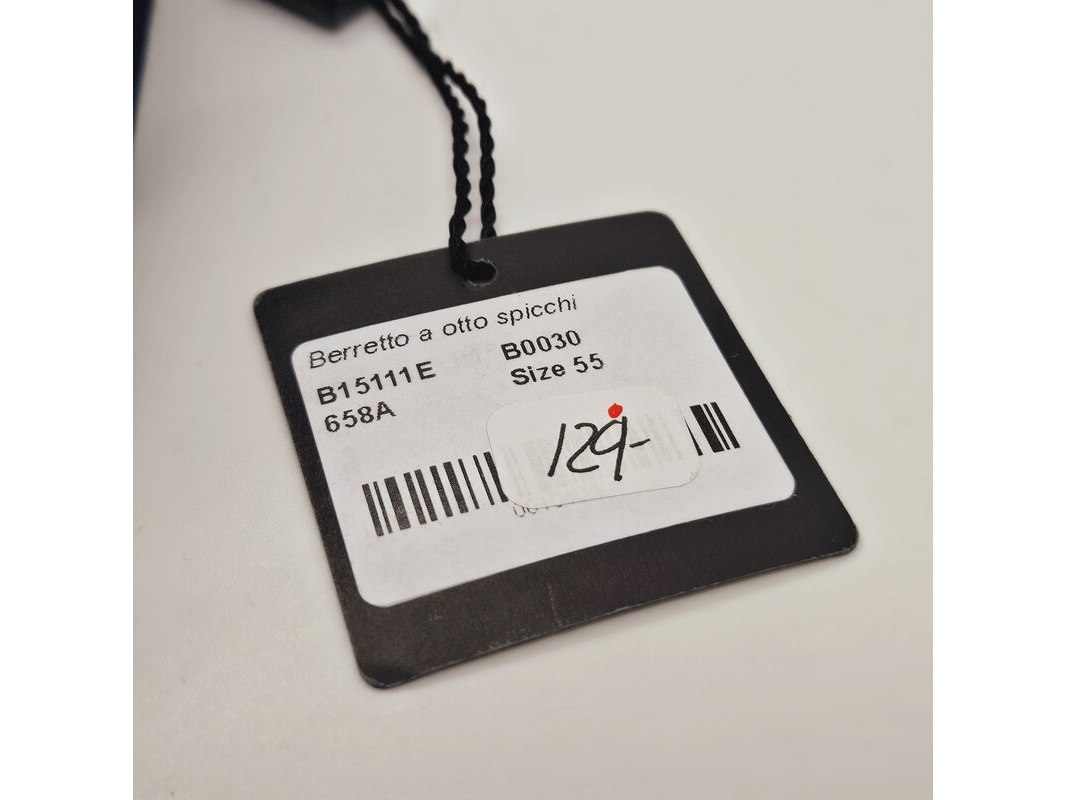 Berretto a otto spicchi
B15111E B0030
658A Size 55
129,-